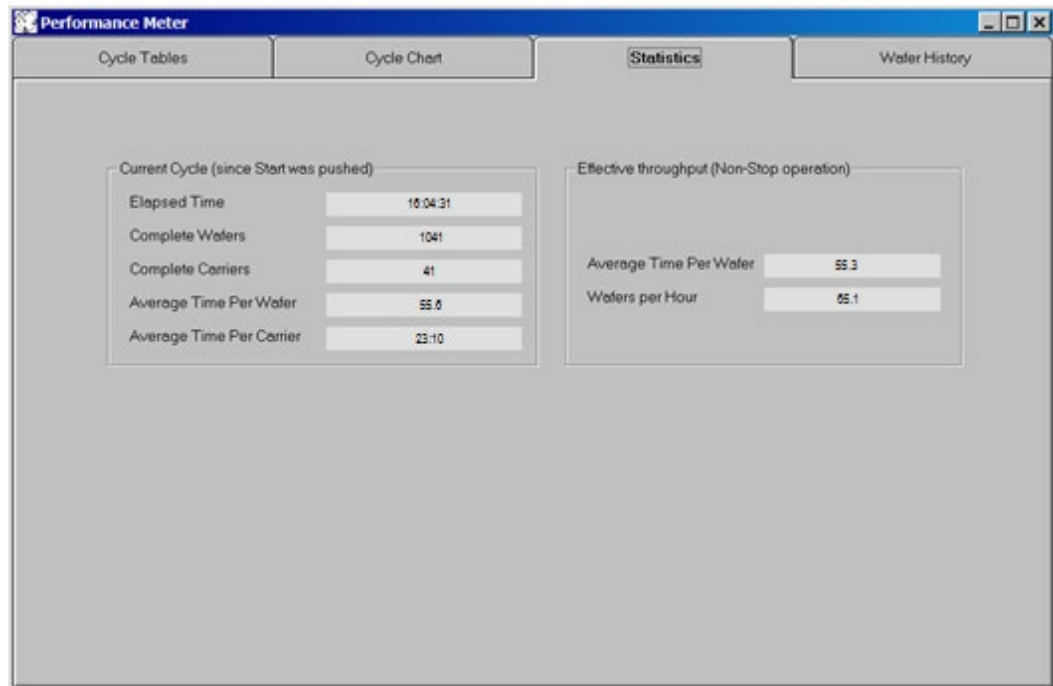 Performance Meter
Cycle Tables
Cycle Chart
Statistics
Wafer History
Current Cycle (since Start was pushed)
Elapsed Time 16:04:31
Complete Wafers 1041
Complete Carriers 41
Average Time Per Wafer 55.6
Average Time Per Carrier 23:10
Effective throughput (Non-Stop operation)
Average Time Per Wafer 55.3
Wafers per Hour 65.1